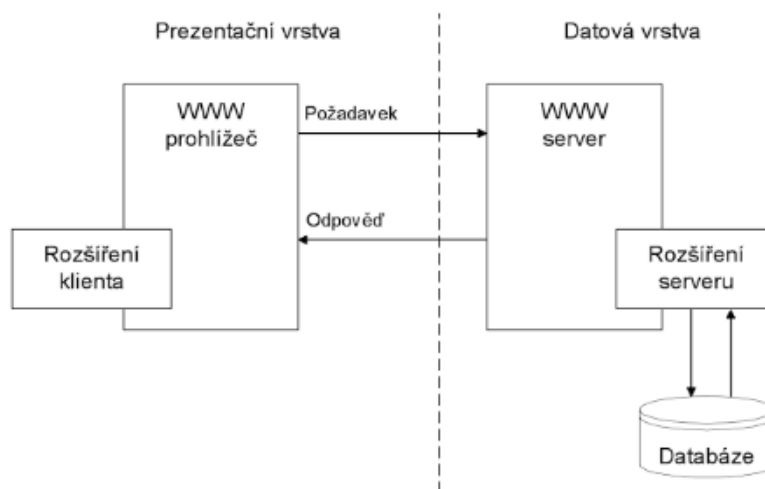 Prezentační vrstva
Datová vrstva
WWW
prohlížeč
Požadavek
WWW
server
Odpověď
Rozšíření
klienta
Rozšíření
serveru
Databáze